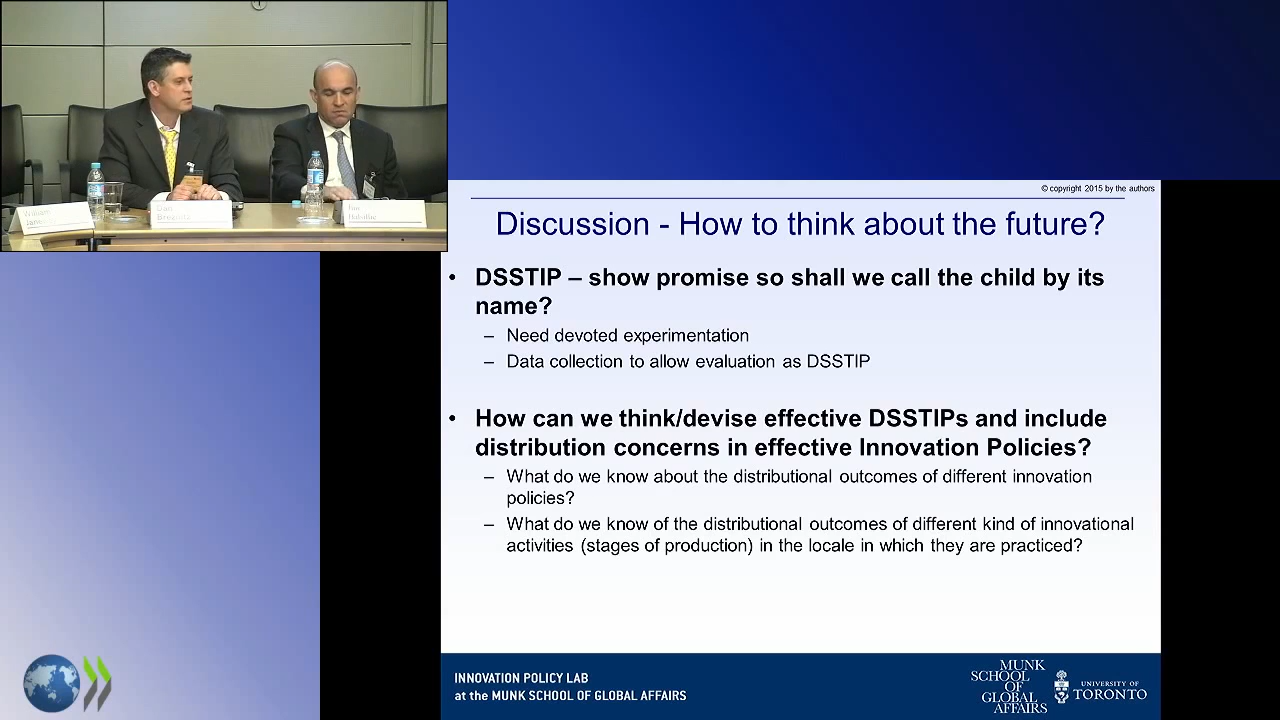 William
Jane
Dan
Breznitz
© copyright 2015 by the authors
Discussion - How to think about the future?
• DSSTIP – show promise so shall we call the child by its
name?
– Need devoted experimentation
– Data collection to allow evaluation as DSSTIP
• How can we think/devise effective DSSTIPs and include
distribution concerns in effective Innovation Policies?
– What do we know about the distributional outcomes of different innovation
policies?
– What do we know of the distributional outcomes of different kind of innovational
activities (stages of production) in the locale in which they are practiced?
INNOVATION POLICY LAB
at the MUNK SCHOOL OF GLOBAL AFFAIRS
MUNK
SCHOOL
OF
GLOBAL
AFFAIRS
UNIVERSITY OF
TORONTO